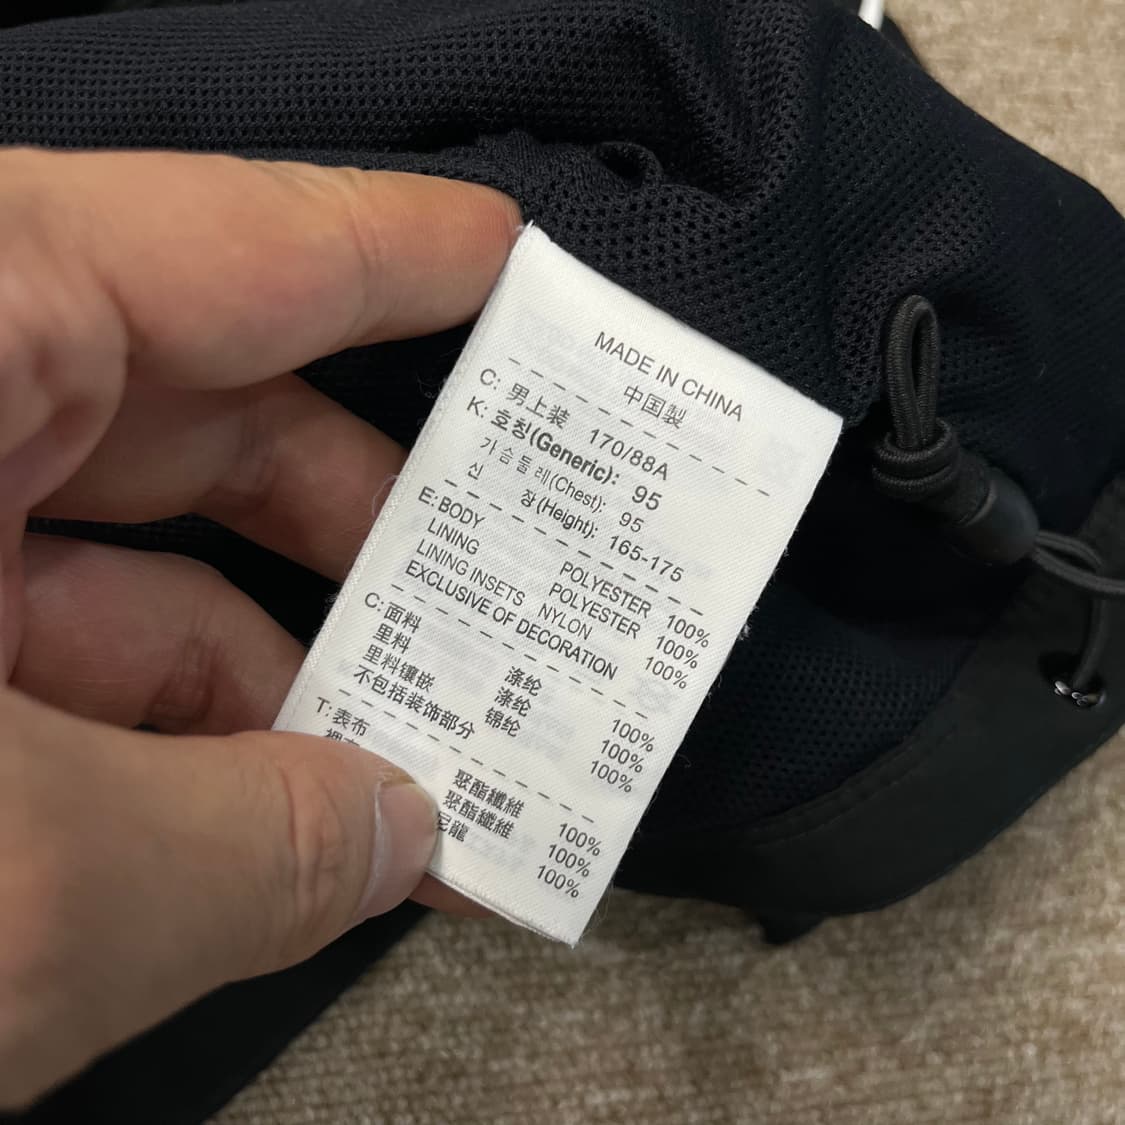 MADE IN CHINA
中国製
C: 男上装 170/88A
K: 호칭(Generic): 95
가슴둘레(Chest): 95
신 장(Height): 165-175
E: BODY POLYESTER 100%
LINING POLYESTER 100%
LINING INSETS NYLON 100%
EXCLUSIVE OF DECORATION
C: 面料 涤纶 100%
里料 涤纶 100%
里料镶嵌 锦纶 100%
不包括装饰部分
T: 表布 聚酯纖維 100%
聚酯纖維 100%
尼龍 100%